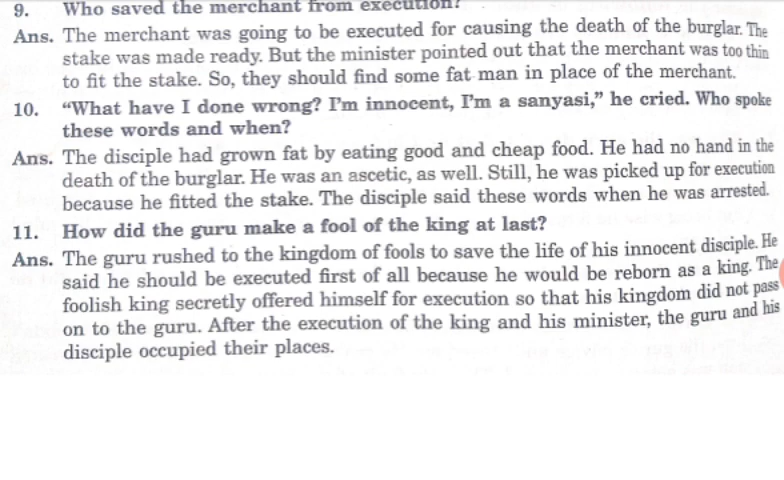 9. Who saved the merchant from execution?
Ans. The merchant was going to be executed for causing the death of the burglar. The
stake was made ready. But the minister pointed out that the merchant was too thin
to fit the stake. So, they should find some fat man in place of the merchant.
10. “What have I done wrong? I’m innocent, I’m a sanyasi,” he cried. Who spoke
these words and when?
Ans. The disciple had grown fat by eating good and cheap food. He had no hand in the
death of the burglar. He was an ascetic, as well. Still, he was picked up for execution
because he fitted the stake. The disciple said these words when he was arrested.
11. How did the guru make a fool of the king at last?
Ans. The guru rushed to the kingdom of fools to save the life of his innocent disciple. He
said he should be executed first of all because he would be reborn as a king. The
foolish king secretly offered himself for execution so that his kingdom did not pass
on to the guru. After the execution of the king and his minister, the guru and his
disciple occupied their places.